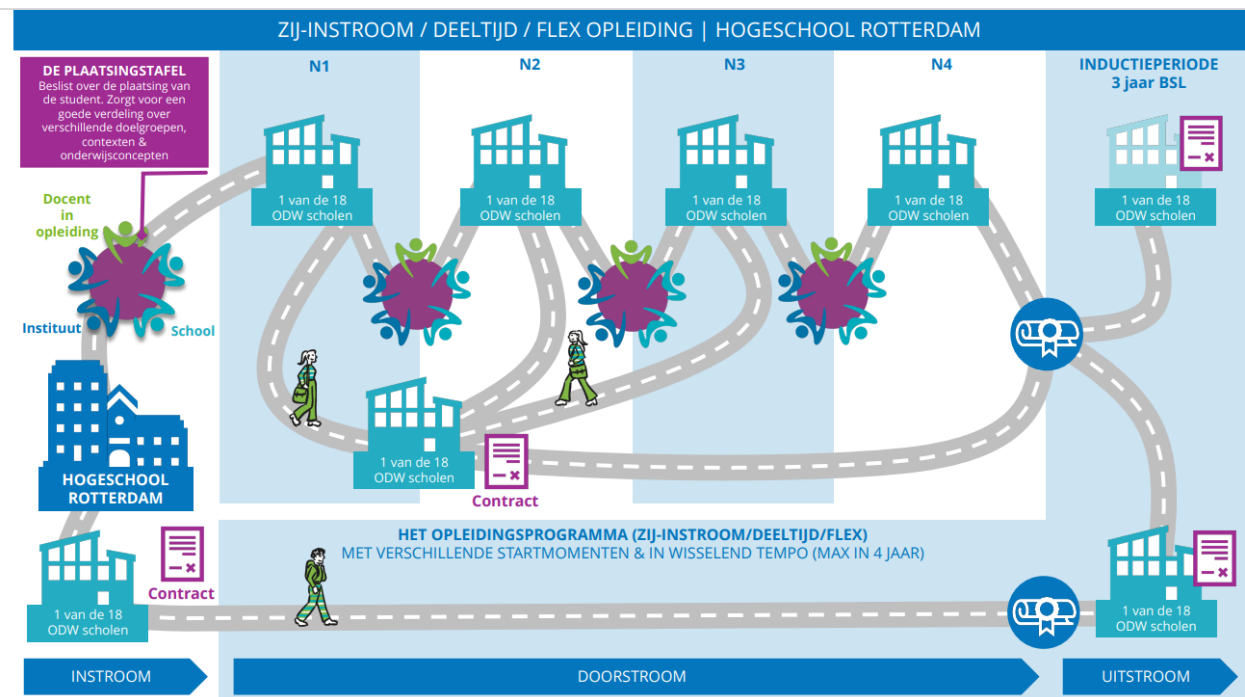 ZIJ-INSTROOM / DEELTIJD / FLEX OPLEIDING | HOGESCHOOL ROTTERDAM
DE PLAATSINGSTAFEL
Beslist over de plaatsing van
de student. Zorgt voor een
goede verdeling over
verschillende doelgroepen,
contexten &
onderwijsconcepten
N1
N2
N3
N4
INDUCTIEPERIODE
3 jaar BSL
1 van de 18
ODW scholen
1 van de 18
ODW scholen
1 van de 18
ODW scholen
1 van de 18
ODW scholen
1 van de 18
ODW scholen
Docent
in
opleiding
Instituut
School
HOGESCHOOL
ROTTERDAM
1 van de 18
ODW scholen
Contract
HET OPLEIDINGSPROGRAMMA (ZIJ-INSTROOM/DEELTIJD/FLEX)
MET VERSCHILLENDE STARTMOMENTEN & IN WISSELEND TEMPO (MAX IN 4 JAAR)
Contract
1 van de 18
ODW scholen
1 van de 18
ODW scholen
INSTROOM
DOORSTROOM
UITSTROOM